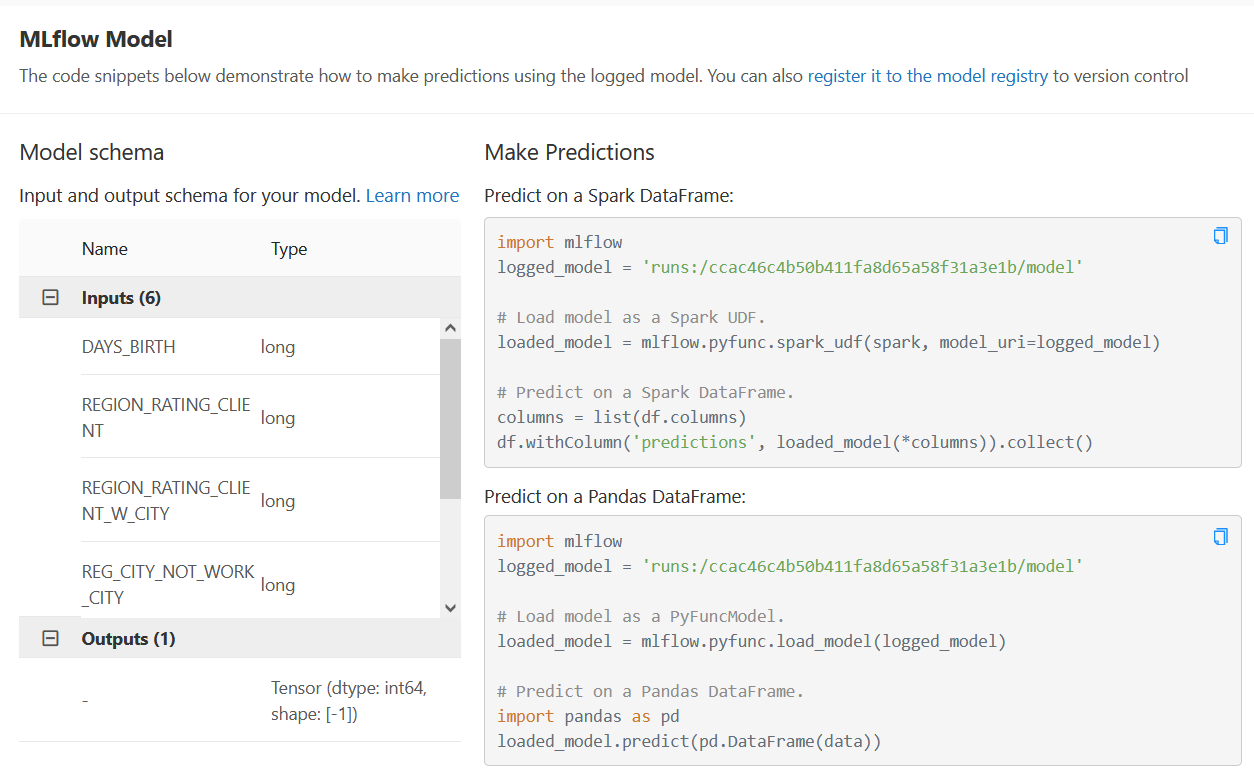 MLflow Model
The code snippets below demonstrate how to make predictions using the logged model. You can also register it to the model registry to version control
Model schema
Input and output schema for your model. Learn more
Name Type
Inputs (6)
DAYS_BIRTH long
REGION_RATING_CLIE
NT
long
REGION_RATING_CLIE
NT_W_CITY
long
REG_CITY_NOT_WORK
_CITY
long
Outputs (1)
-
Tensor (dtype: int64,
shape: [-1])
Make Predictions
Predict on a Spark DataFrame:
import mlflow
logged_model = 'runs:/ccac46c4b50b411fa8d65a58f31a3e1b/model'
# Load model as a Spark UDF.
loaded_model = mlflow.pyfunc.spark_udf(spark, model_uri=logged_model)
# Predict on a Spark DataFrame.
columns = list(df.columns)
df.withColumn('predictions', loaded_model(*columns)).collect()
Predict on a Pandas DataFrame:
import mlflow
logged_model = 'runs:/ccac46c4b50b411fa8d65a58f31a3e1b/model'
# Load model as a PyFuncModel.
loaded_model = mlflow.pyfunc.load_model(logged_model)
# Predict on a Pandas DataFrame.
import pandas as pd
loaded_model.predict(pd.DataFrame(data))